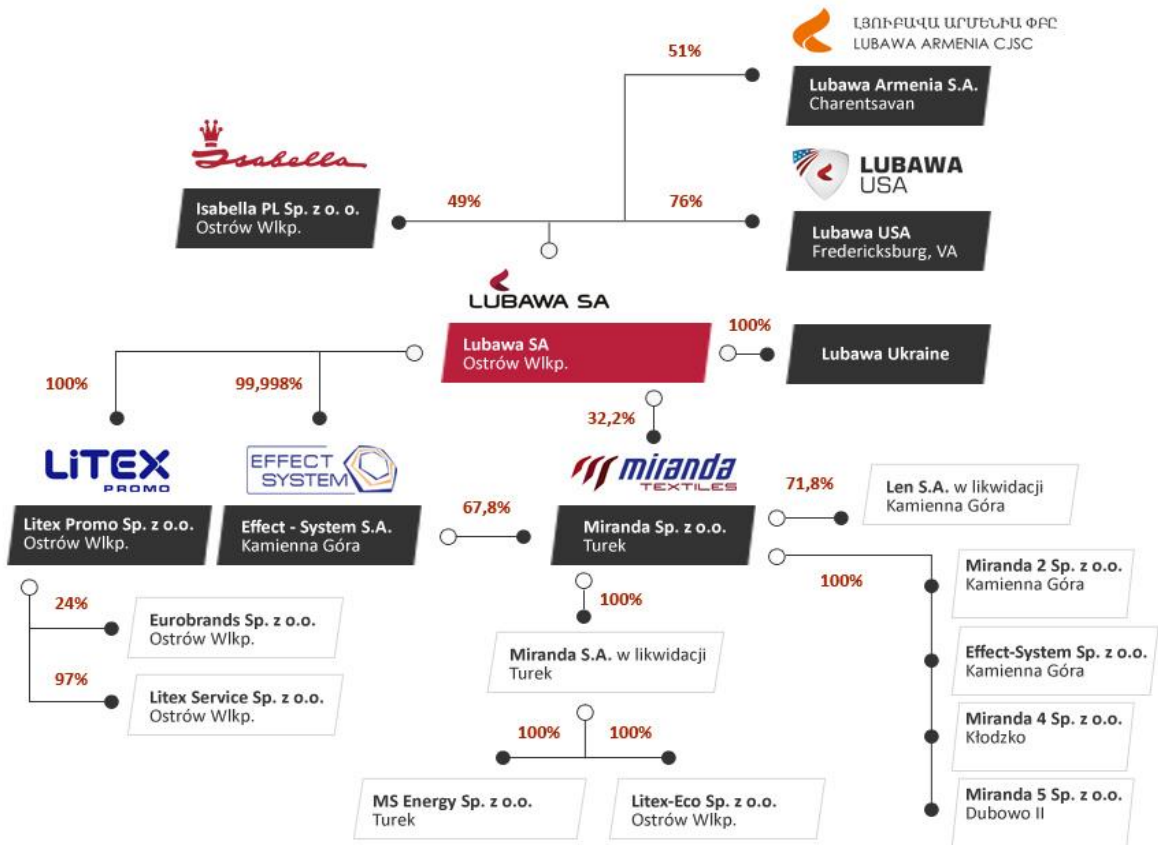 ԼՅՈՒԲԱՎԱ ԱՐՄԵՆԻԱ ՓԲԸ
LUBAWA ARMENIA CJSC
51%
Lubawa Armenia S.A.
Charentsavan
Isabella
LUBAWA
USA
Isabella PL Sp. z o. o.
Ostrów Wlkp.
49%
76%
Lubawa USA
Fredericksburg, VA
LUBAWA SA
Lubawa SA
Ostrów Wlkp.
100%
Lubawa Ukraine
100%
99,998%
32,2%
LiTEX
PROMO
EFFECT
SYSTEM
miranda
TEXTILES
71,8%
Len S.A. w likwidacji
Kamienna Góra
Litex Promo Sp. z o.o.
Ostrów Wlkp.
Effect - System S.A.
Kamienna Góra
67,8%
Miranda Sp. z o.o.
Turek
100%
Miranda 2 Sp. z o.o.
Kamienna Góra
24%
Eurobrands Sp. z o.o.
Ostrów Wlkp.
100%
Miranda S.A. w likwidacji
Turek
Effect-System Sp. z o.o.
Kamienna Góra
97%
Litex Service Sp. z o.o.
Ostrów Wlkp.
Miranda 4 Sp. z o.o.
Kłodzko
100%
100%
MS Energy Sp. z o.o.
Turek
Litex-Eco Sp. z o.o.
Ostrów Wlkp.
Miranda 5 Sp. z o.o.
Dubowo II